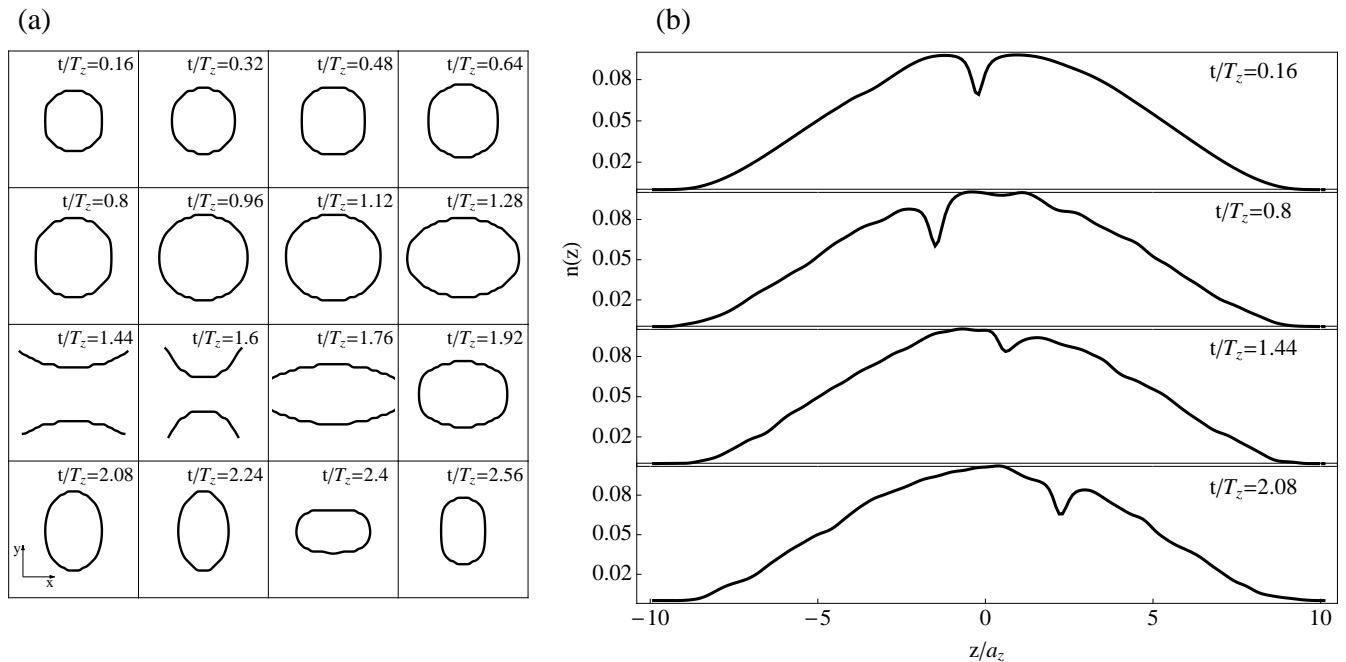 (a)
t/T_z=0.16 t/T_z=0.32 t/T_z=0.48 t/T_z=0.64
t/T_z=0.8 t/T_z=0.96 t/T_z=1.12 t/T_z=1.28
t/T_z=1.44 t/T_z=1.6 t/T_z=1.76 t/T_z=1.92
t/T_z=2.08 t/T_z=2.24 t/T_z=2.4 t/T_z=2.56
y
x
(b)
n(z)
t/T_z=0.16
0.08
0.05
0.02
t/T_z=0.8
0.08
0.05
0.02
t/T_z=1.44
0.08
0.05
0.02
t/T_z=2.08
0.08
0.05
0.02
−10 −5 0 5 10
z/a_z